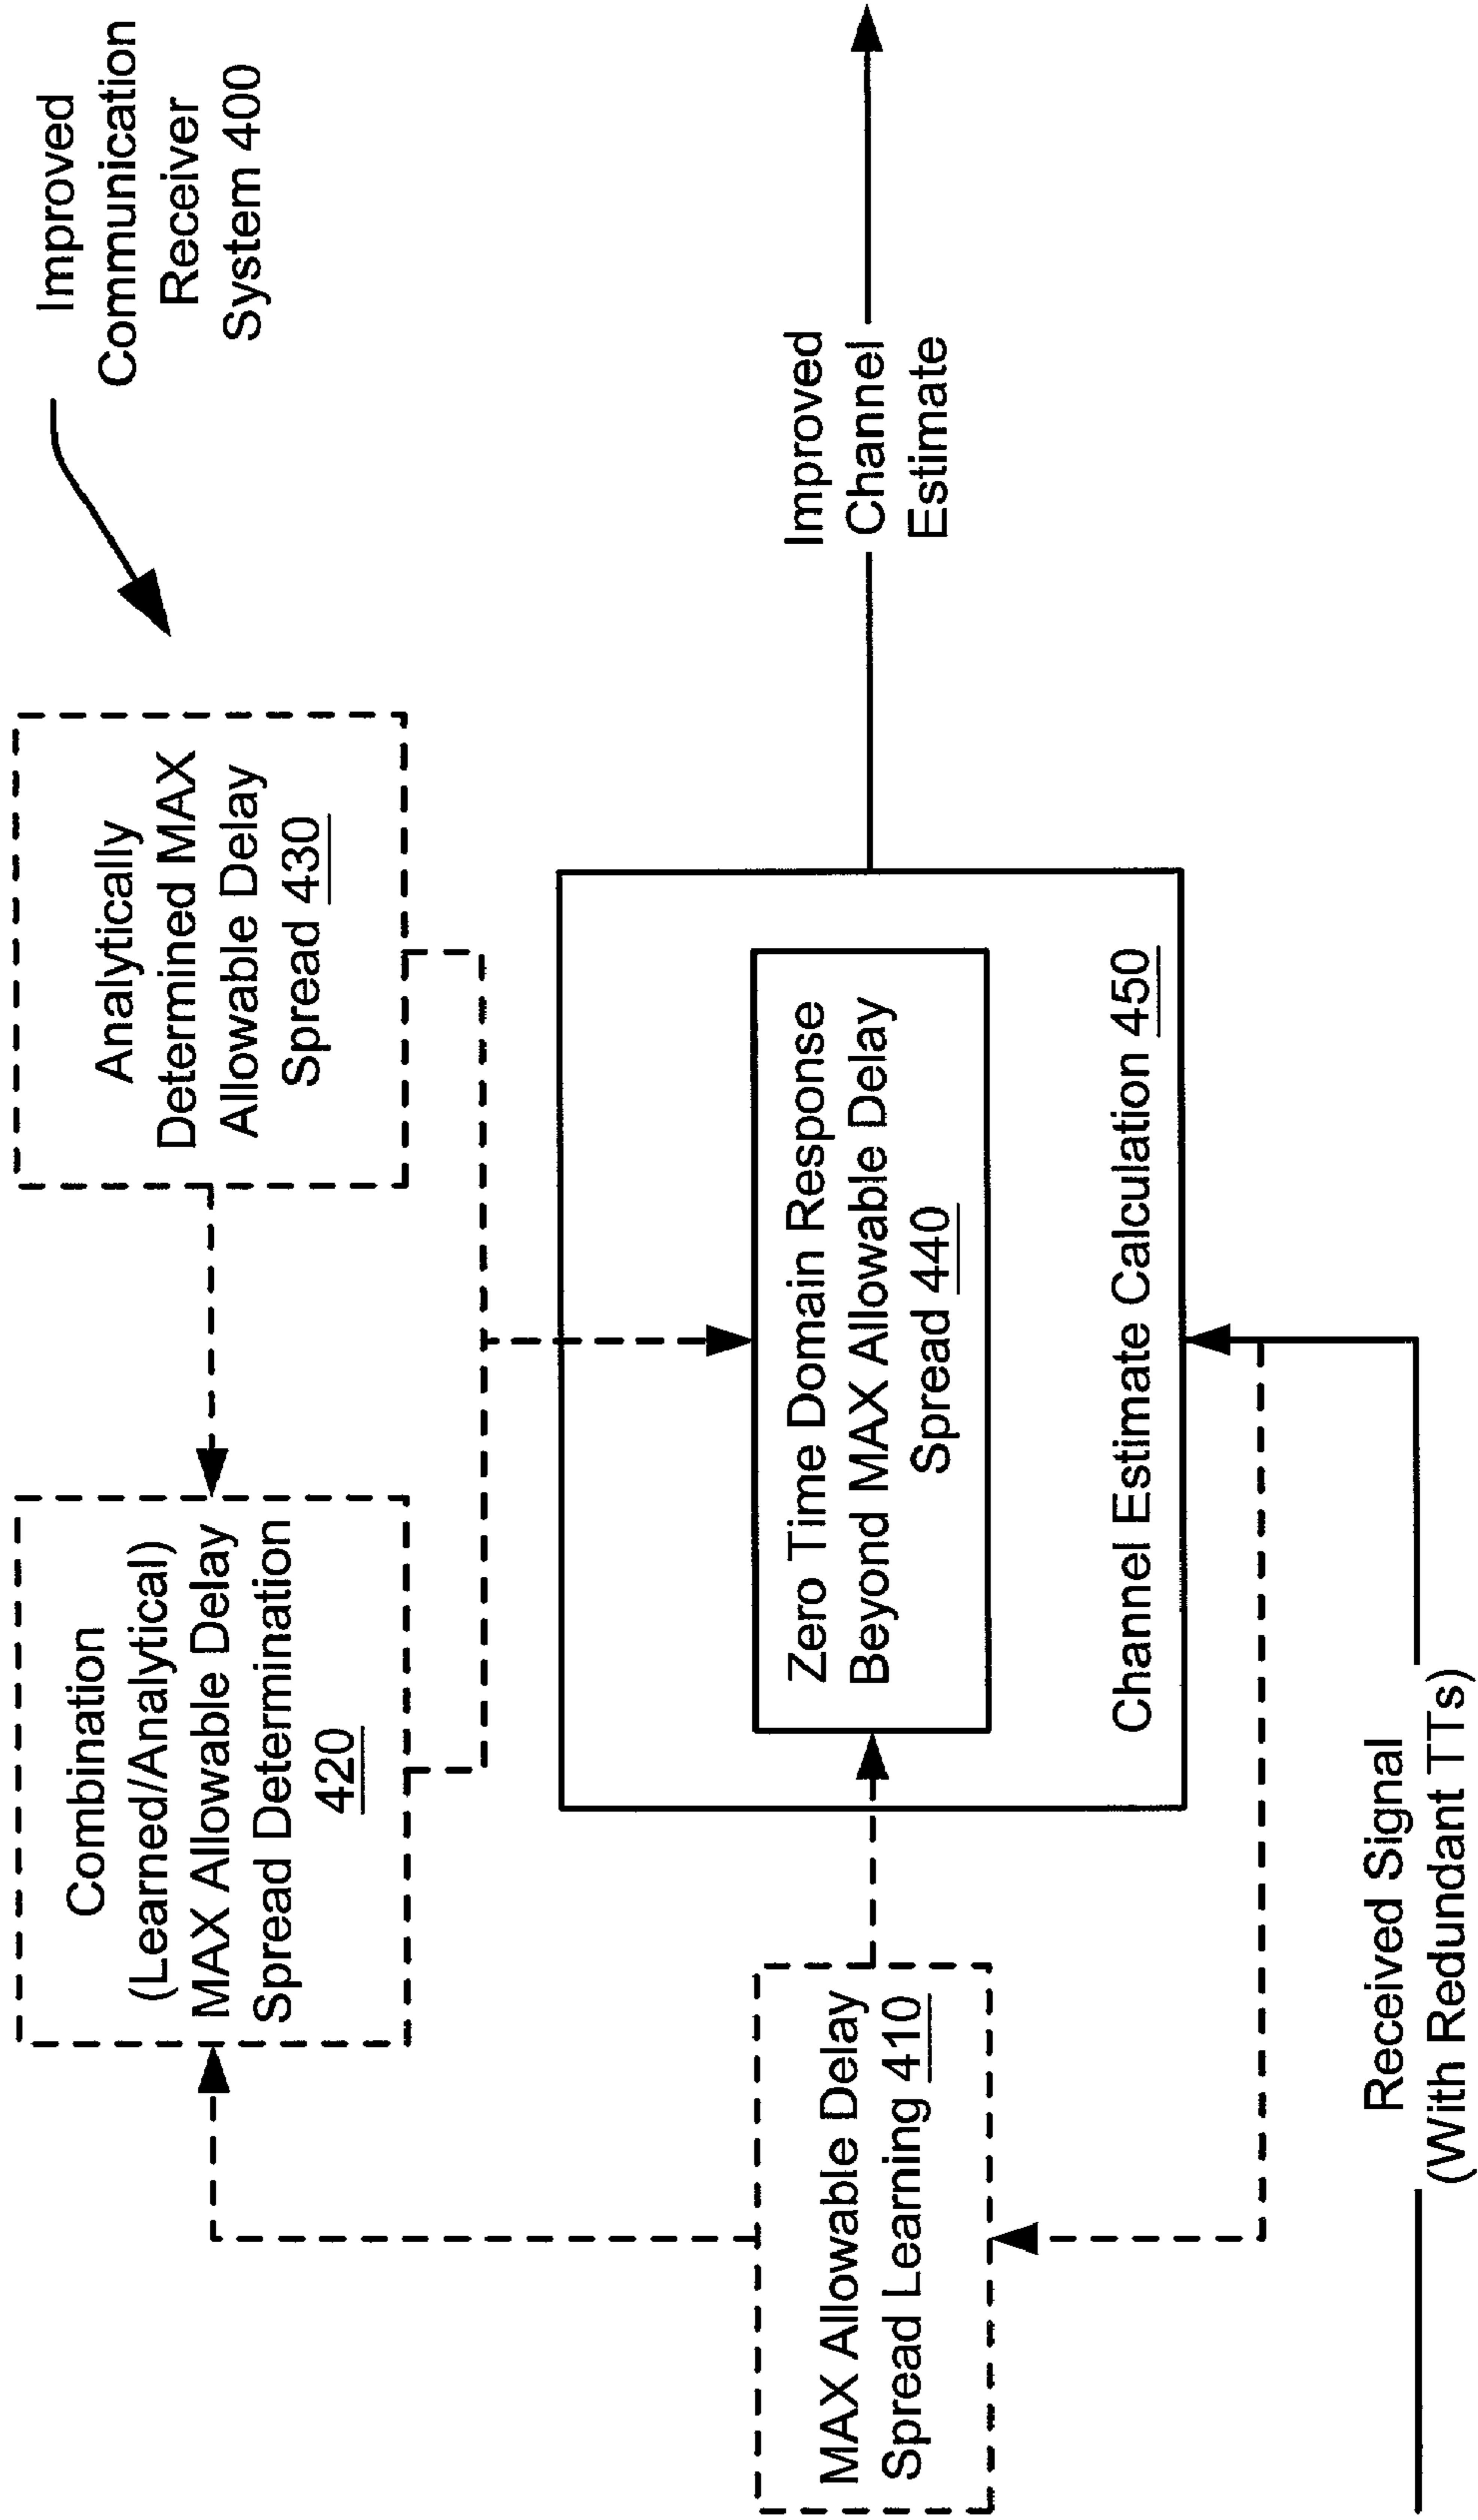 Improved
Communication
Receiver
System 400
Combination
(Learned/Analytical)
MAX Allowable Delay
Spread Determination
420
Analytically
Determined MAX
Allowable Delay
Spread 430
MAX Allowable Delay
Spread Learning 410
Zero Time Domain Response
Beyond MAX Allowable Delay
Spread 440
Channel Estimate Calculation 450
Improved
Channel
Estimate
Received Signal
(With Redundant TTs)